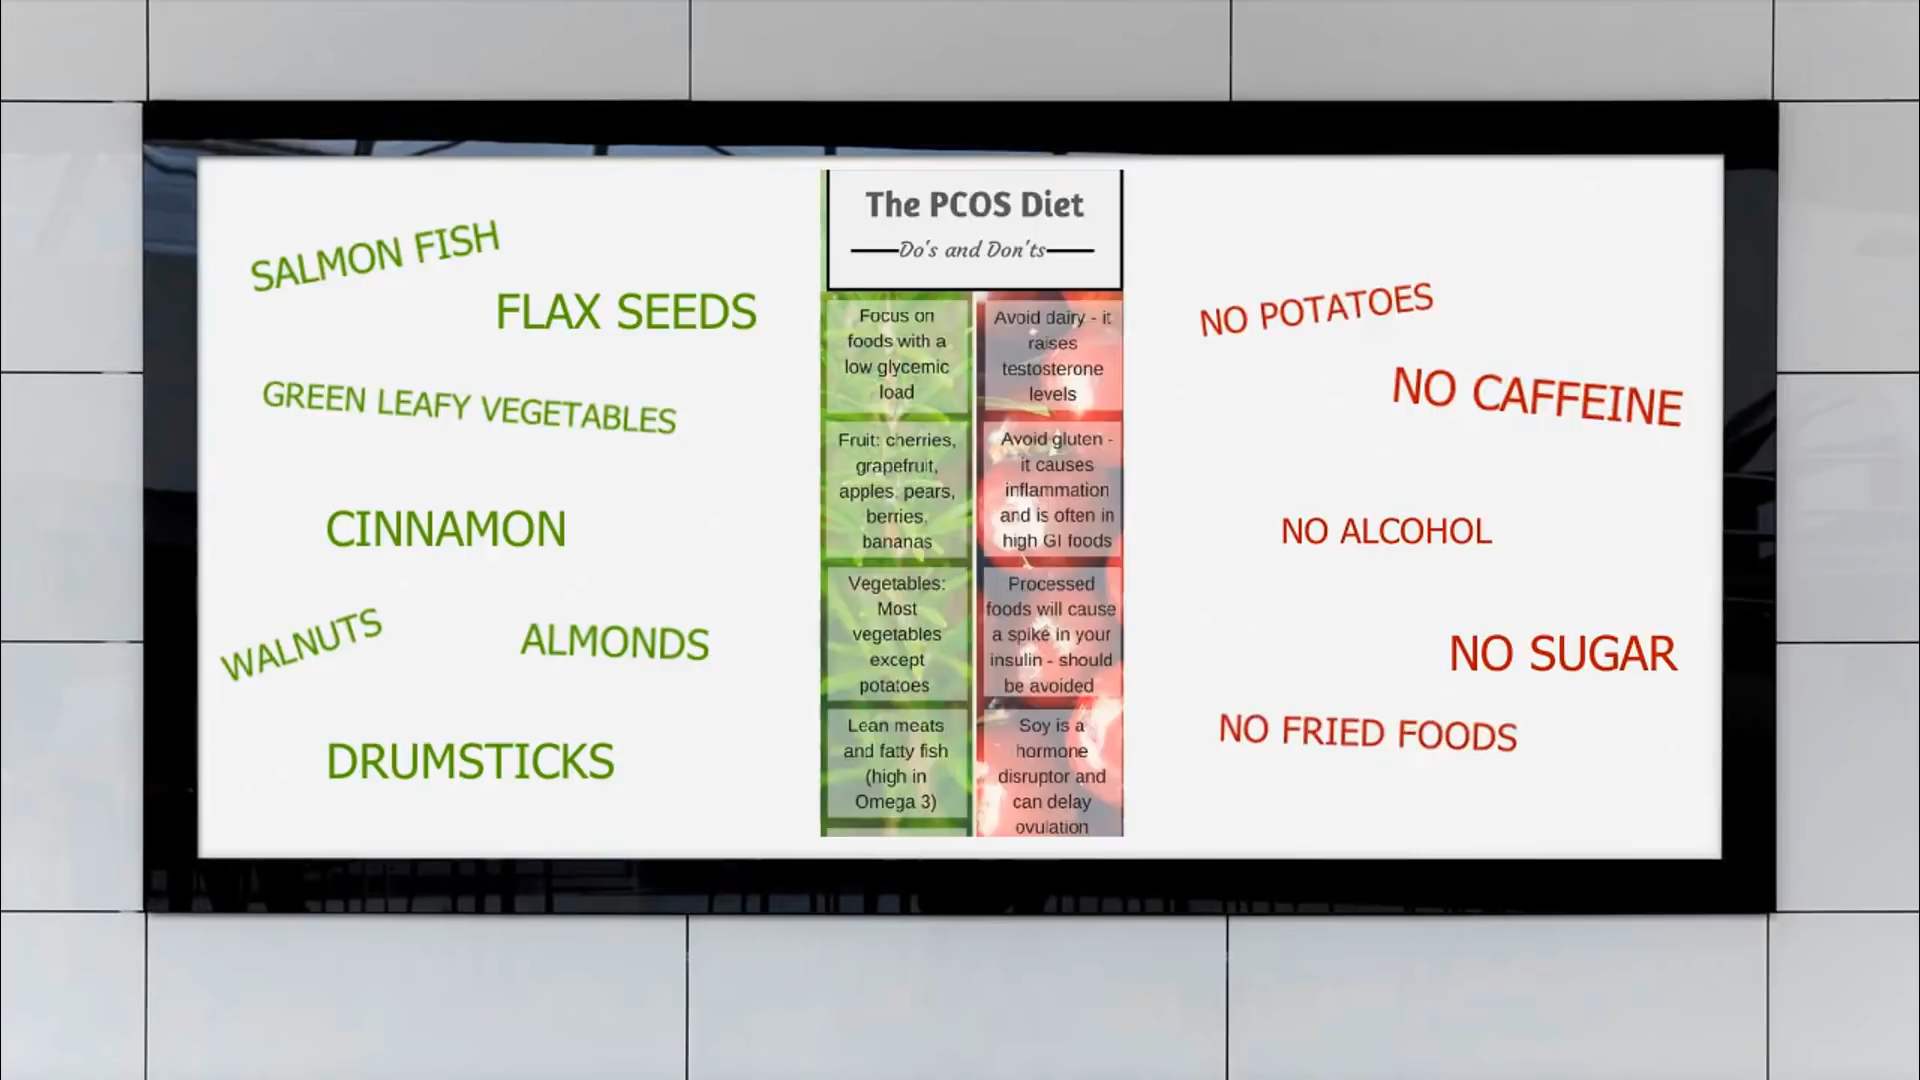 SALMON FISH
FLAX SEEDS
GREEN LEAFY VEGETABLES
CINNAMON
WALNUTS
ALMONDS
DRUMSTICKS
The PCOS Diet
Do's and Don'ts
Focus on
foods with a
low glycemic
load
Fruit: cherries,
grapefruit,
apples, pears,
berries,
bananas
Vegetables:
Most
vegetables
except
potatoes
Lean meats
and fatty fish
(high in
Omega 3)
Avoid dairy - it
raises
testosterone
levels
Avoid gluten -
it causes
inflammation
and is often in
high GI foods
Processed
foods will cause
a spike in your
insulin - should
be avoided
Soy is a
hormone
disruptor and
can delay
ovulation
NO POTATOES
NO CAFFEINE
NO ALCOHOL
NO SUGAR
NO FRIED FOODS